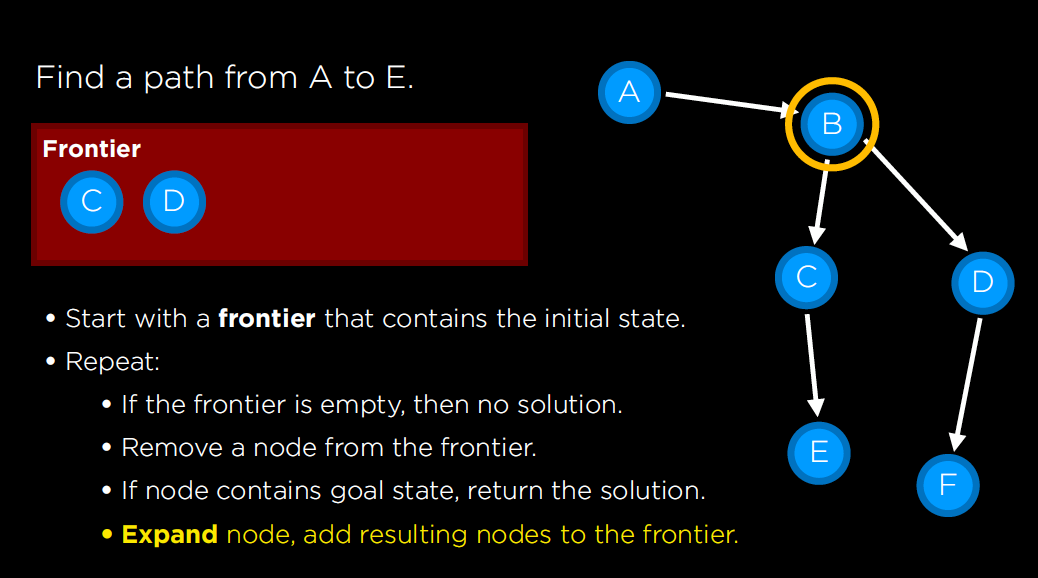 Find a path from A to E.
Frontier
C D
• Start with a frontier that contains the initial state.
• Repeat:
• If the frontier is empty, then no solution.
• Remove a node from the frontier.
• If node contains goal state, return the solution.
• Expand node, add resulting nodes to the frontier.
A
B
C
D
E
F